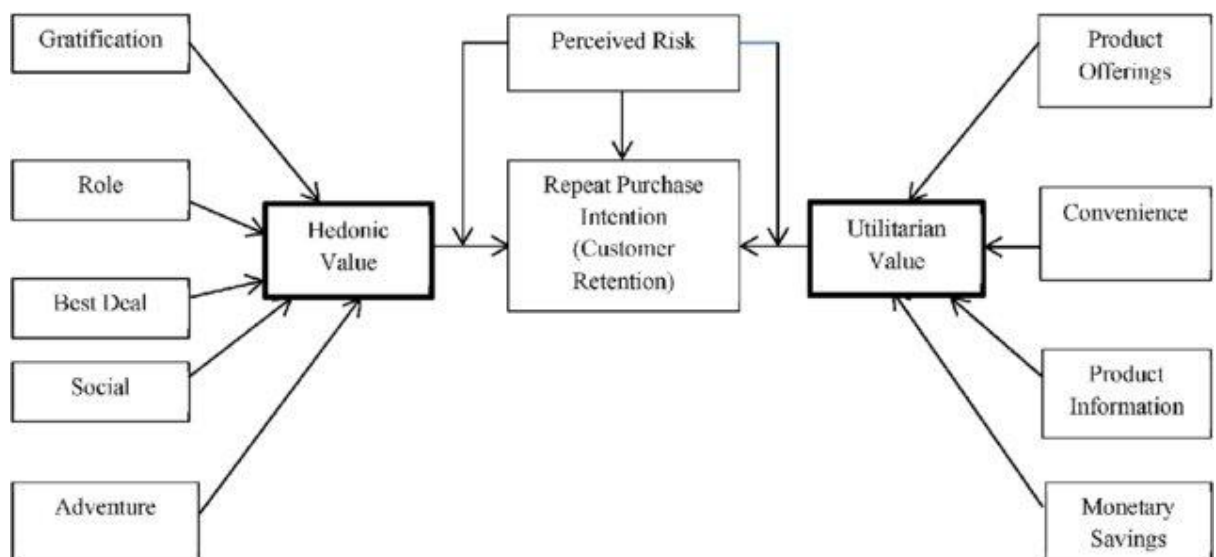 Gratification
Role
Best Deal
Social
Adventure
Hedonic
Value
Perceived Risk
Repeat Purchase
Intention
(Customer
Retention)
Utilitarian
Value
Product
Offerings
Convenience
Product
Information
Monetary
Savings